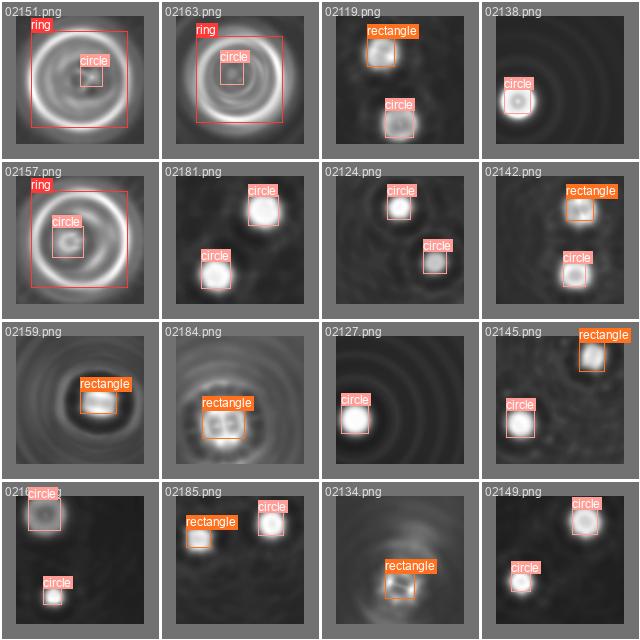 02151.png
ring
circle
02163.png
ring
circle
02119.png
rectangle
circle
02138.png
circle
02157.png
ring
circle
02181.png
circle
circle
02124.png
circle
circle
02142.png
rectangle
circle
02159.png
rectangle
02184.png
rectangle
02127.png
circle
02145.png
rectangle
circle
circle
circle
02185.png
rectangle
circle
02134.png
rectangle
02149.png
circle
circle